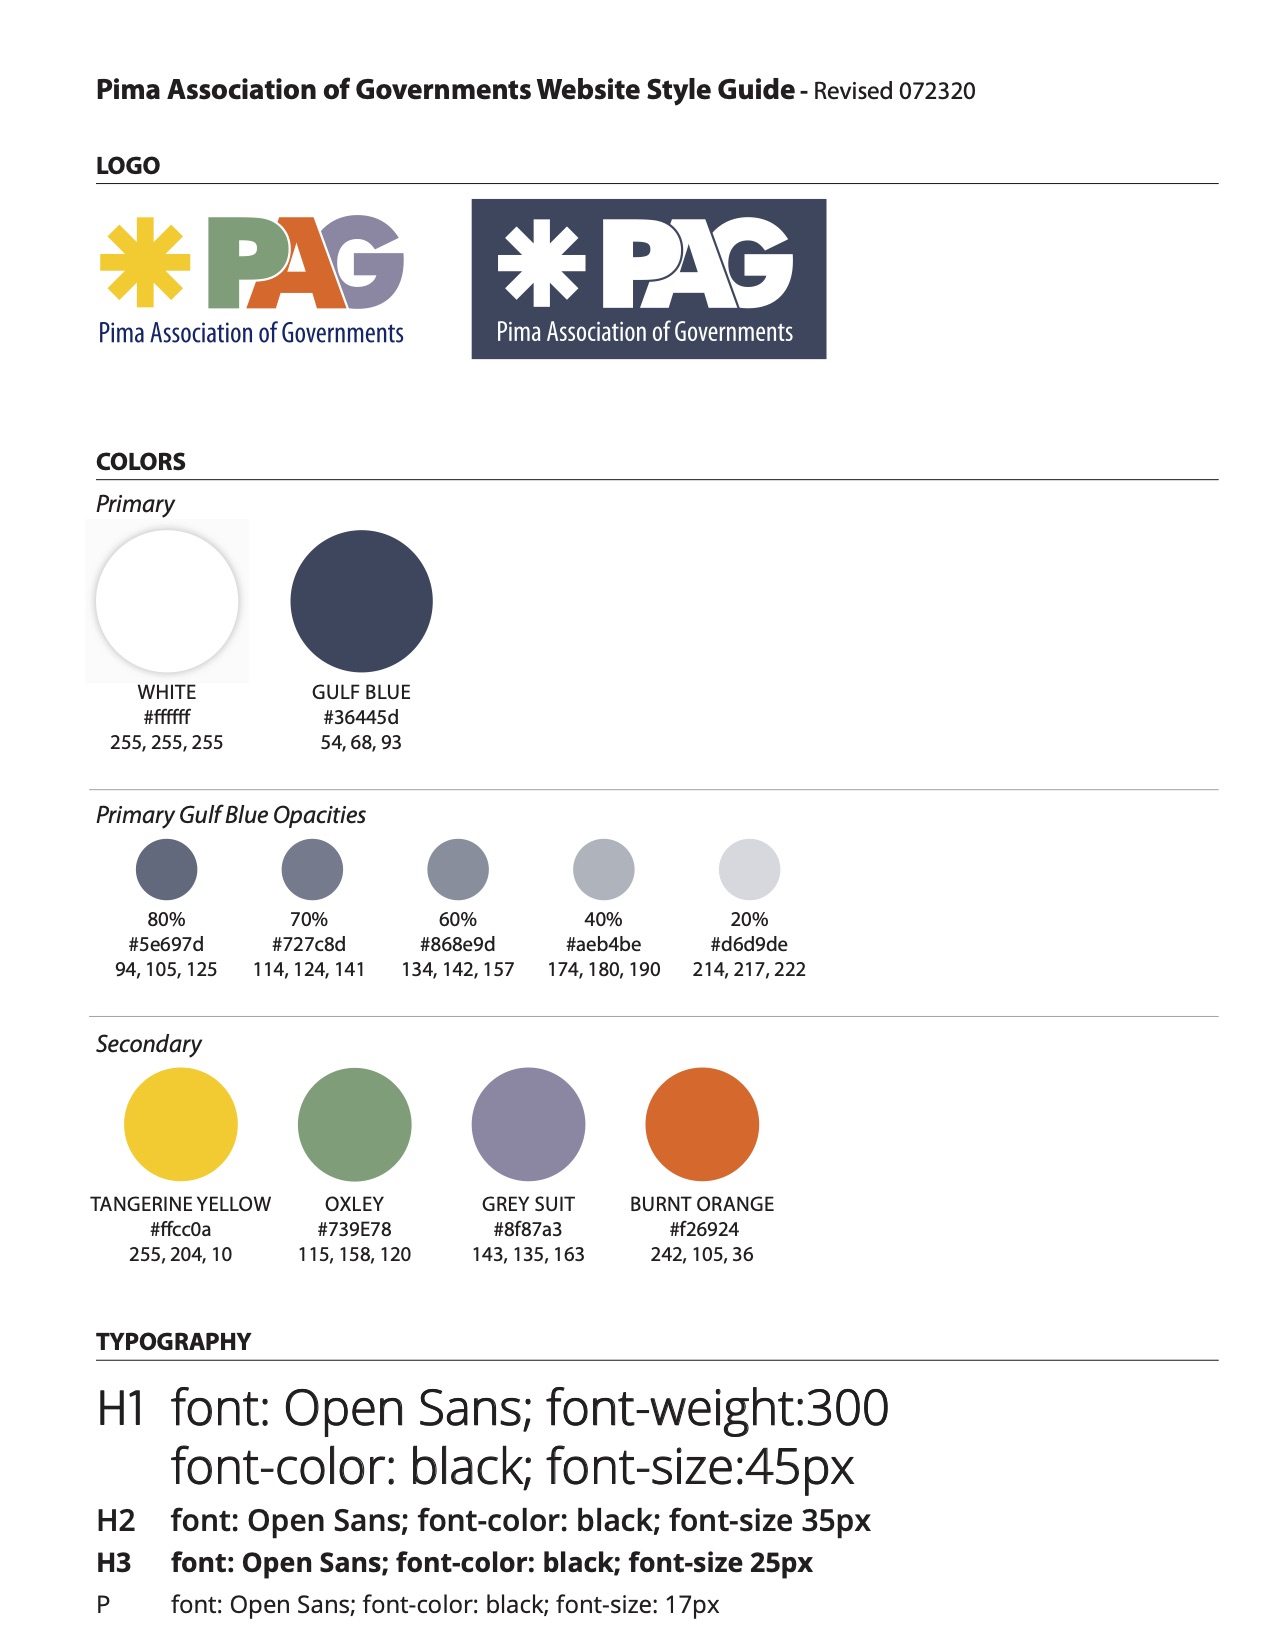 Pima Association of Governments Website Style Guide - Revised 072320
LOGO
PAG
Pima Association of Governments
PAG
Pima Association of Governments
COLORS
Primary
WHITE
#ffffff
255, 255, 255
GULF BLUE
#36445d
54, 68, 93
Primary Gulf Blue Opacities
80%
#5e697d
94, 105, 125
70%
#727c8d
114, 124, 141
60%
#868e9d
134, 142, 157
40%
#aeb4be
174, 180, 190
20%
#d6d9de
214, 217, 222
Secondary
TANGERINE YELLOW
#ffcc0a
255, 204, 10
OXLEY
#739E78
115, 158, 120
GREY SUIT
#8f87a3
143, 135, 163
BURNT ORANGE
#f26924
242, 105, 36
TYPOGRAPHY
H1 font: Open Sans; font-weight:300
font-color: black; font-size:45px
H2 font: Open Sans; font-color: black; font-size 35px
H3 font: Open Sans; font-color: black; font-size 25px
P font: Open Sans; font-color: black; font-size: 17px